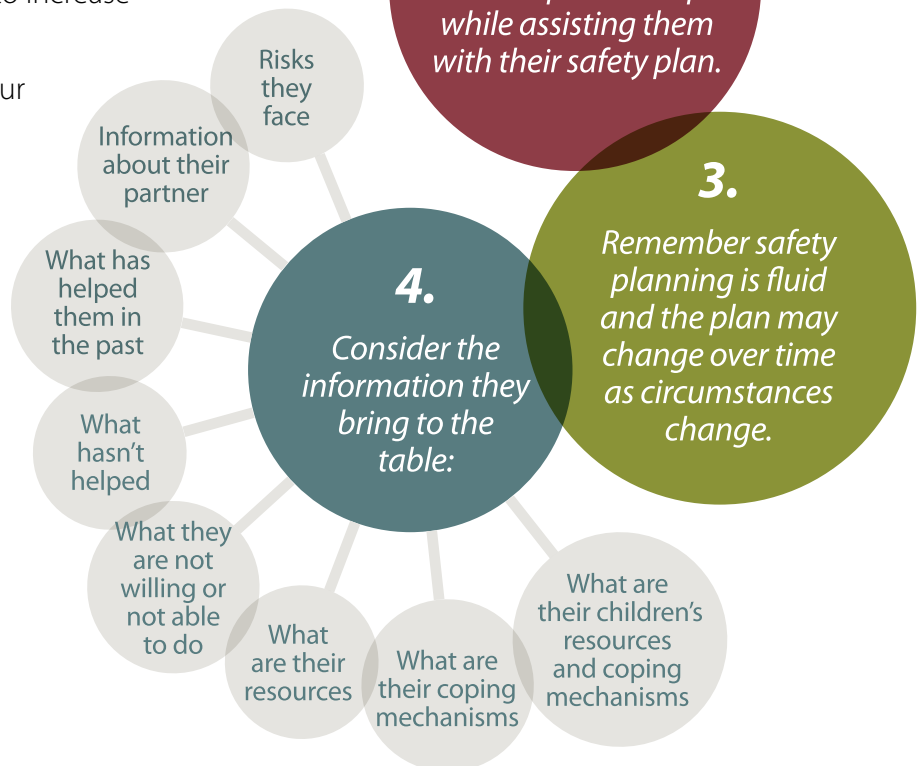 to increase
ur
while assisting them
with their safety plan.
3.
Remember safety
planning is fluid
and the plan may
change over time
as circumstances
change.
4.
Consider the
information they
bring to the
table:
Risks
they
face
Information
about their
partner
What has
helped
them in
the past
What
hasn’t
helped
What they
are not
willing or
not able
to do
What
are their
resources
What are
their coping
mechanisms
What are
their children’s
resources
and coping
mechanisms